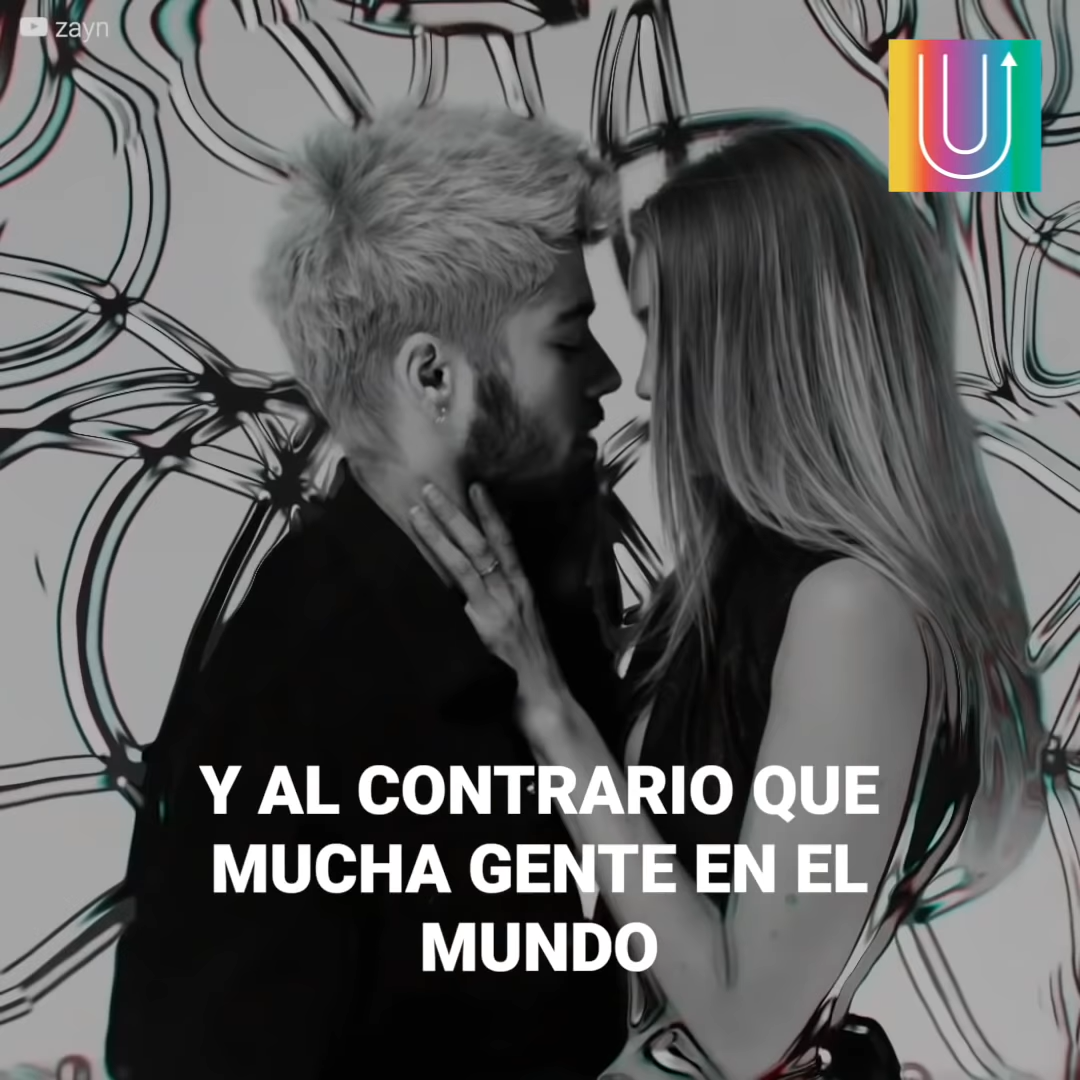 zayn
U
Y AL CONTRARIO QUE
MUCHA GENTE EN EL
MUNDO